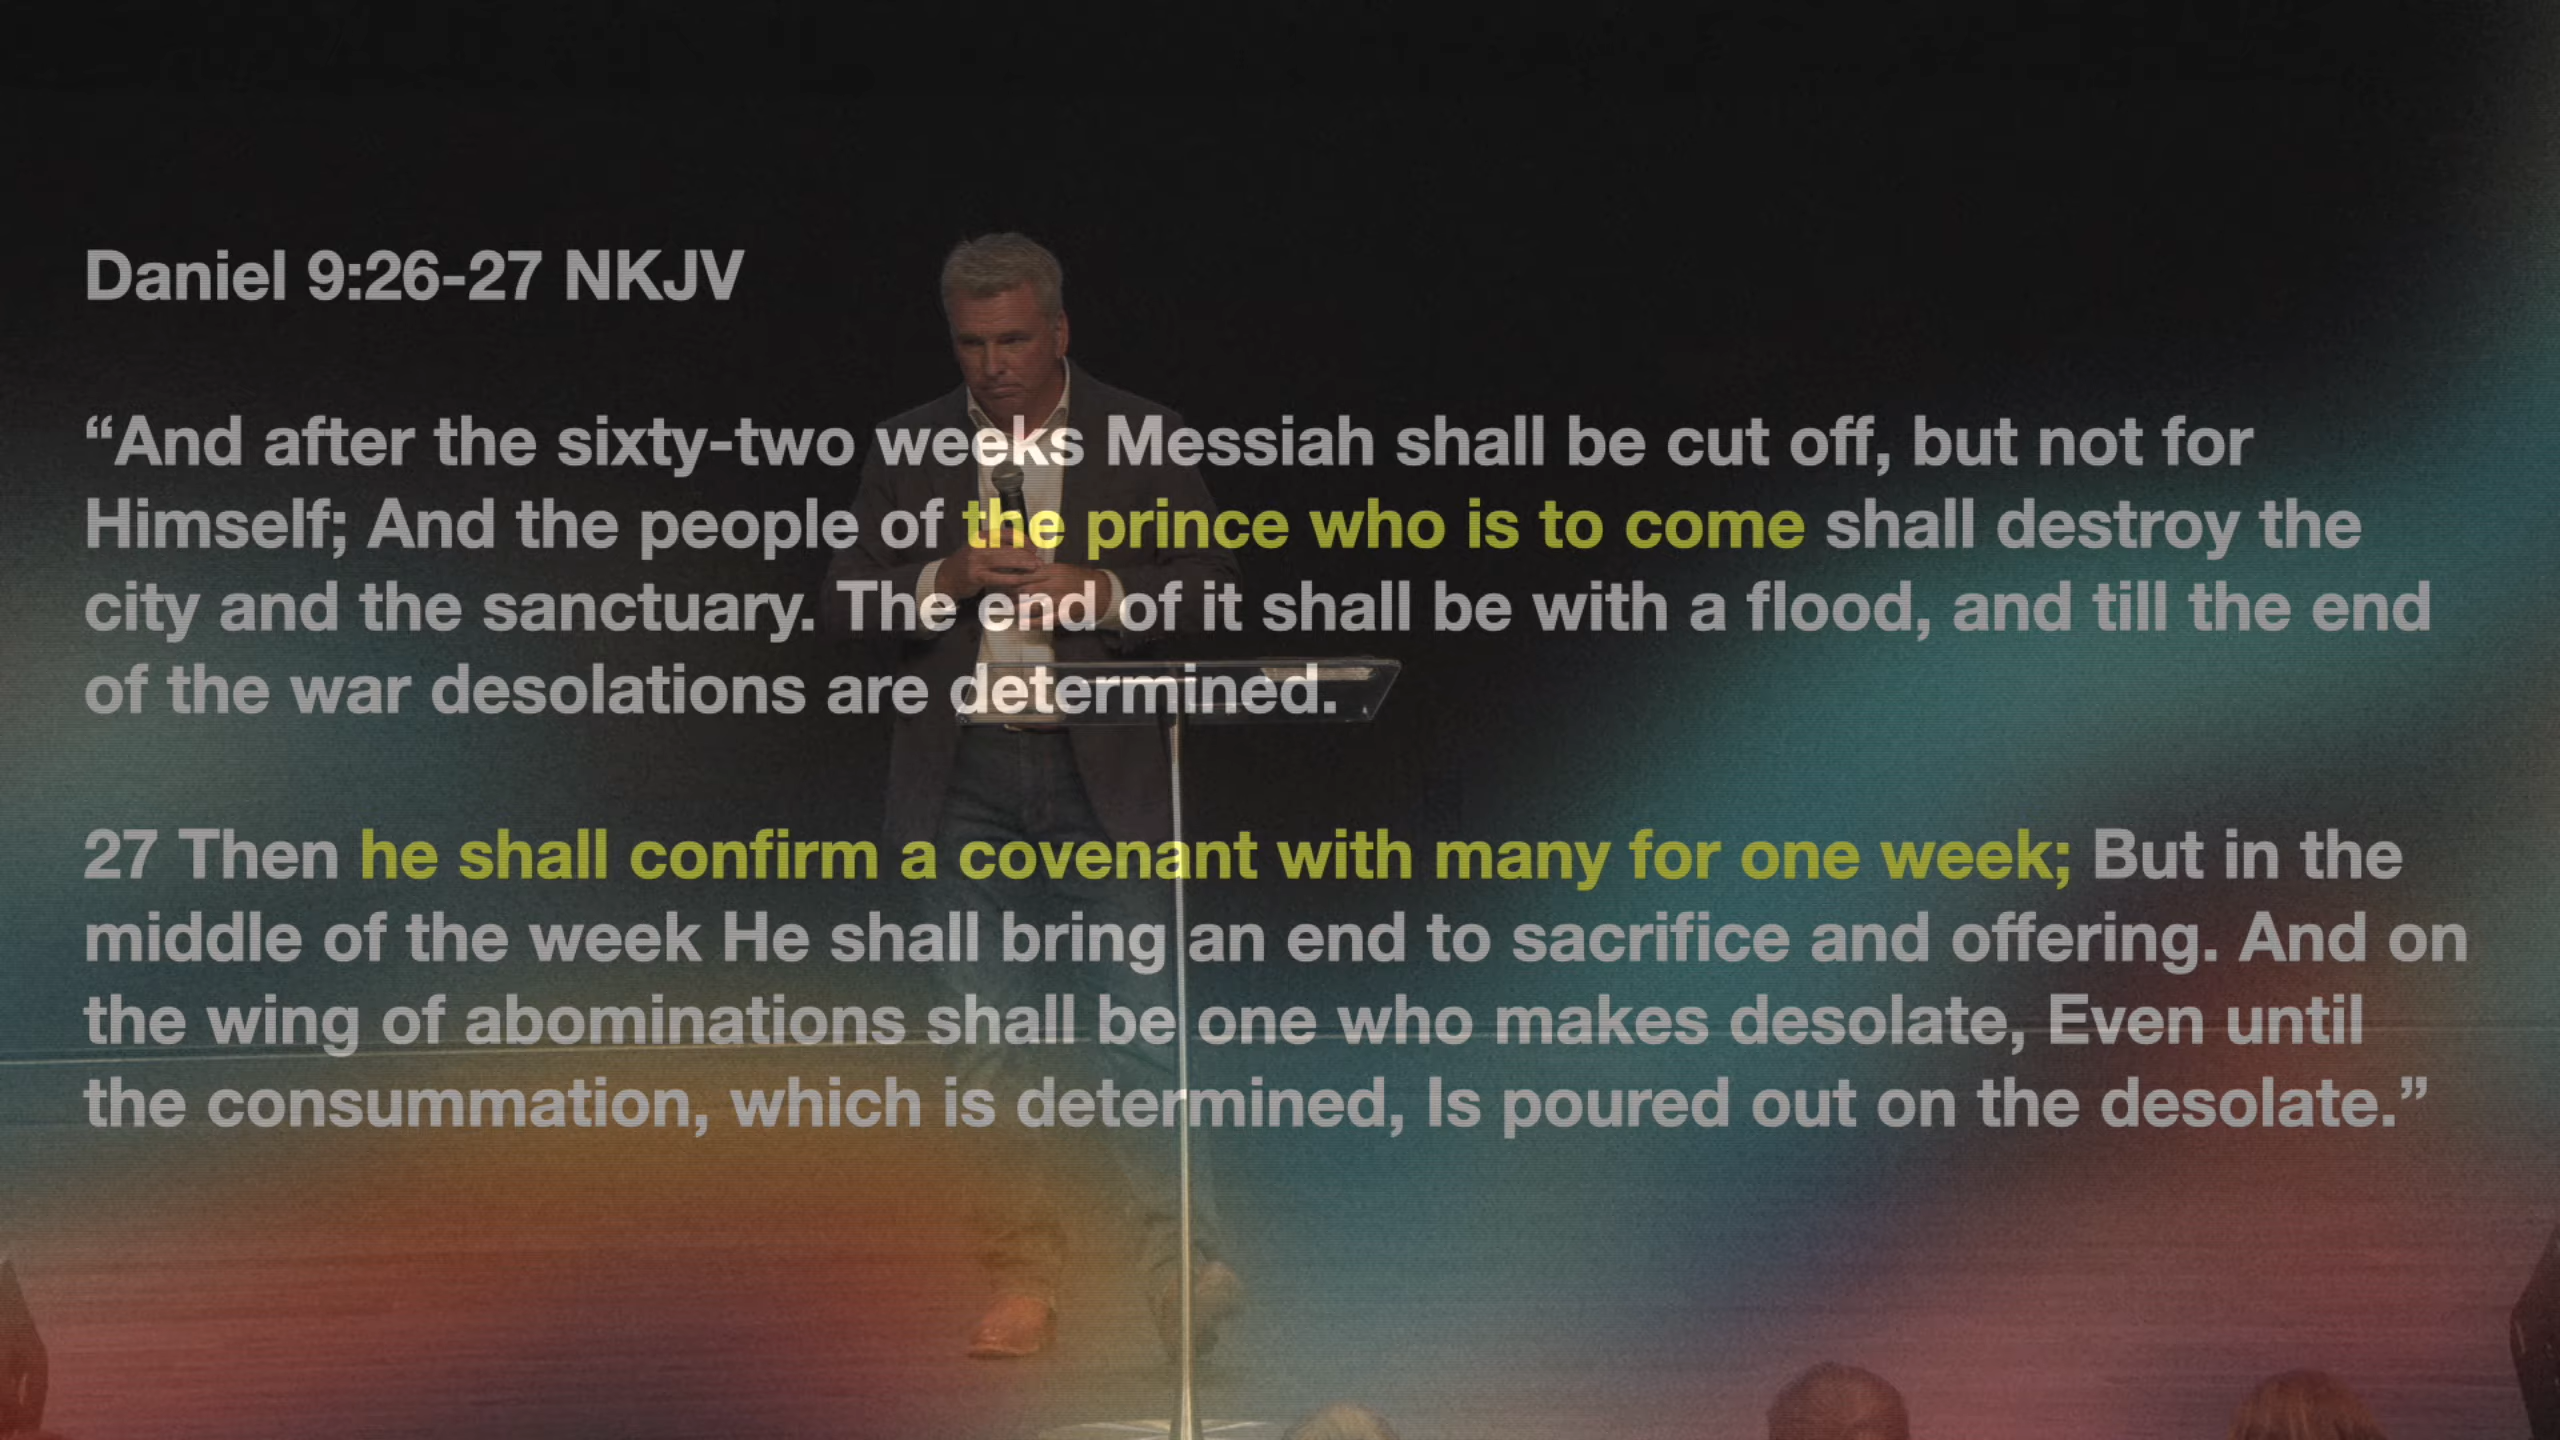 Daniel 9:26-27 NKJV
“And after the sixty-two weeks Messiah shall be cut off, but not for
Himself; And the people of the prince who is to come shall destroy the
city and the sanctuary. The end of it shall be with a flood, and till the end
of the war desolations are determined.
27 Then he shall confirm a covenant with many for one week; But in the
middle of the week He shall bring an end to sacrifice and offering. And on
the wing of abominations shall be one who makes desolate, Even until
the consummation, which is determined, Is poured out on the desolate.”